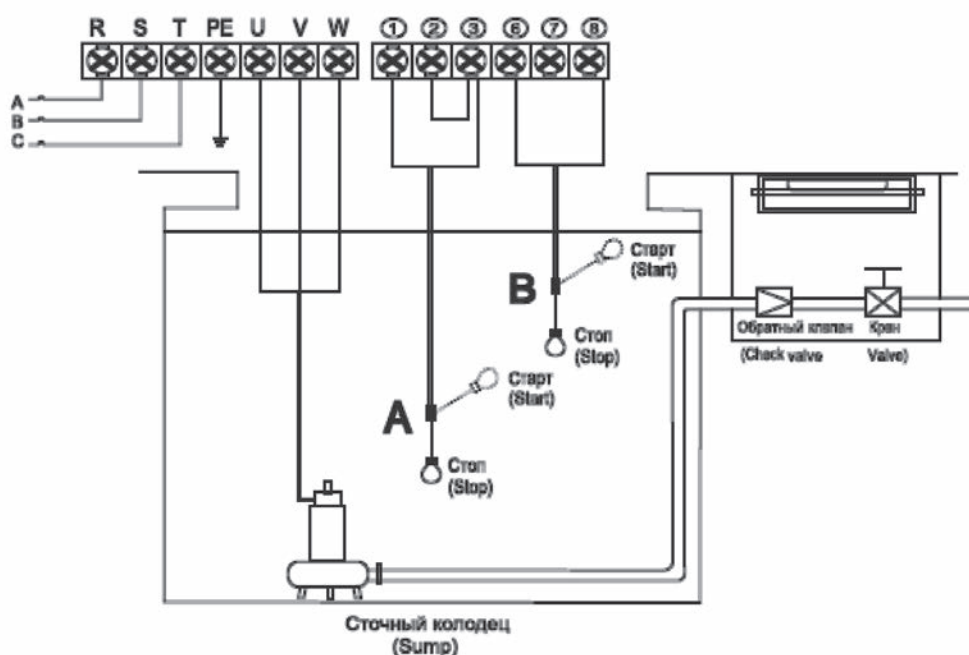 R S T PE U V W ① ② ③ ⑥ ⑦ ⑧
A
B
C
Старт
(Start)
B
Стоп
(Stop)
Обратный клапан
(Check valve
Кран
Valve)
Старт
(Start)
A
Стоп
(Stop)
Сточный колодец
(Sump)